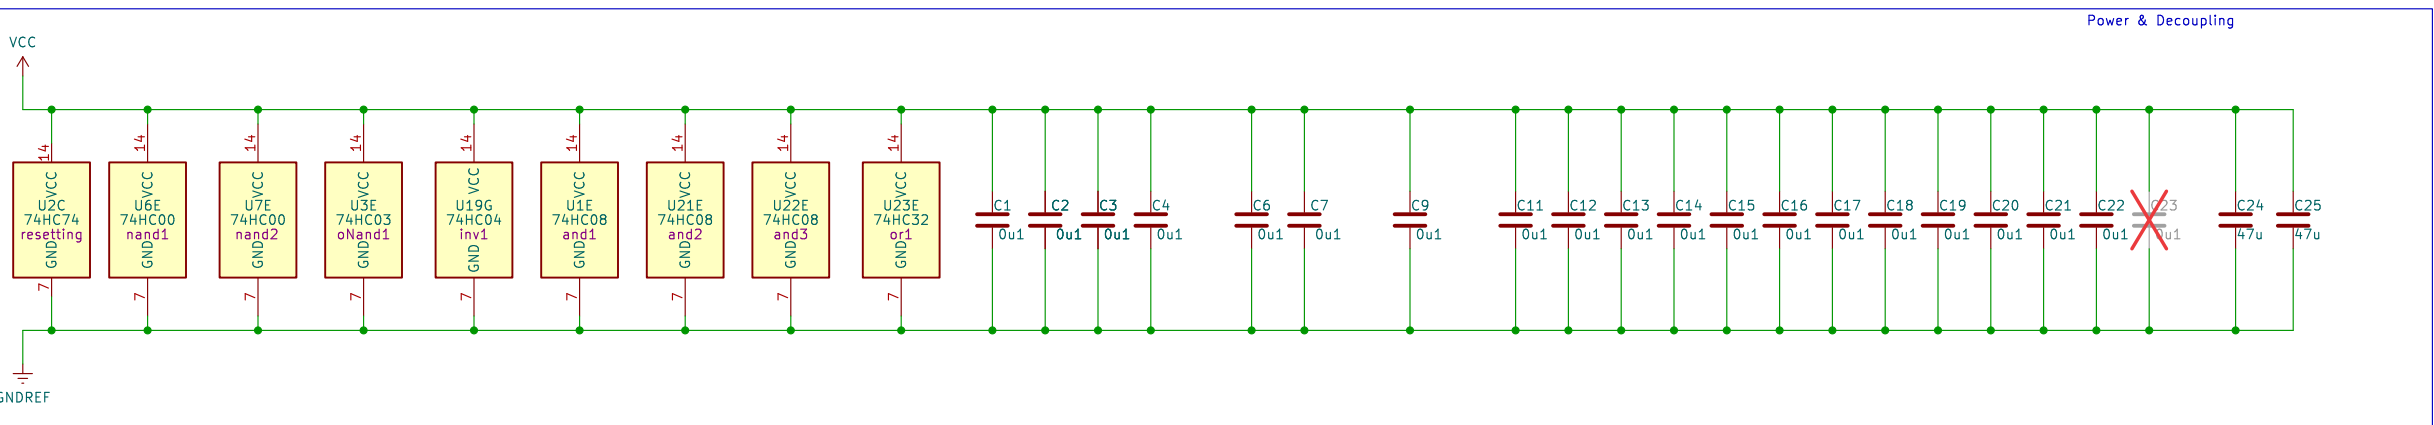 Power & Decoupling
VCC
14
VCC
U2C
74HC74
resetting
GND
7
14
VCC
U6E
74HC00
nand1
GND
7
14
VCC
U7E
74HC00
nand2
GND
7
14
VCC
U3E
74HC03
oNand1
GND
7
14
VCC
U19G
74HC04
inv1
GND
7
14
VCC
U1E
74HC08
and1
GND
7
14
VCC
U21E
74HC08
and2
GND
7
14
VCC
U22E
74HC08
and3
GND
7
14
VCC
U23E
74HC32
or1
GND
7
C1
0u1
C2
0u1
C3
0u1
C4
0u1
C6
0u1
C7
0u1
C9
0u1
C11
0u1
C12
0u1
C13
0u1
C14
0u1
C15
0u1
C16
0u1
C17
0u1
C18
0u1
C19
0u1
C20
0u1
C21
0u1
C22
0u1
C23
0u1
C24
47u
C25
47u
GNDREF